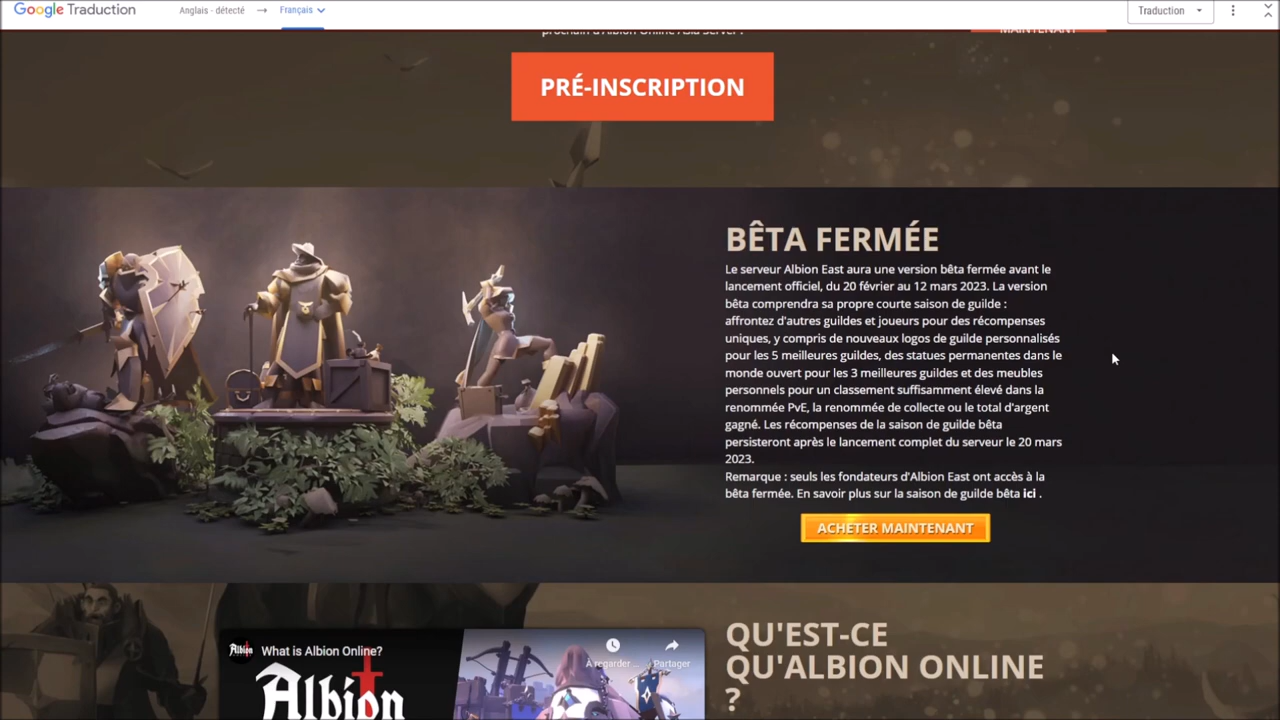 Google Traduction
Anglais - détecté → Français
Traduction
prochain d'Albion Online Asia Server !
MAINTENANT
PRÉ-INSCRIPTION
BÊTA FERMÉE
Le serveur Albion East aura une version bêta fermée avant le
lancement officiel, du 20 février au 12 mars 2023. La version
bêta comprendra sa propre courte saison de guilde :
affrontez d'autres guildes et joueurs pour des récompenses
uniques, y compris de nouveaux logos de guilde personnalisés
pour les 5 meilleures guildes, des statues permanentes dans le
monde ouvert pour les 3 meilleures guildes et des meubles
personnels pour un classement suffisamment élevé dans la
renommée PvE, la renommée de collecte ou le total d'argent
gagné. Les récompenses de la saison de guilde bêta
persisteront après le lancement complet du serveur le 20 mars
2023.
Remarque : seuls les fondateurs d'Albion East ont accès à la
bêta fermée. En savoir plus sur la saison de guilde bêta ici .
ACHETER MAINTENANT
Albion
What is Albion Online?
À regarder ...
Partager
Albion
QU'EST-CE
QU'ALBION ONLINE
?